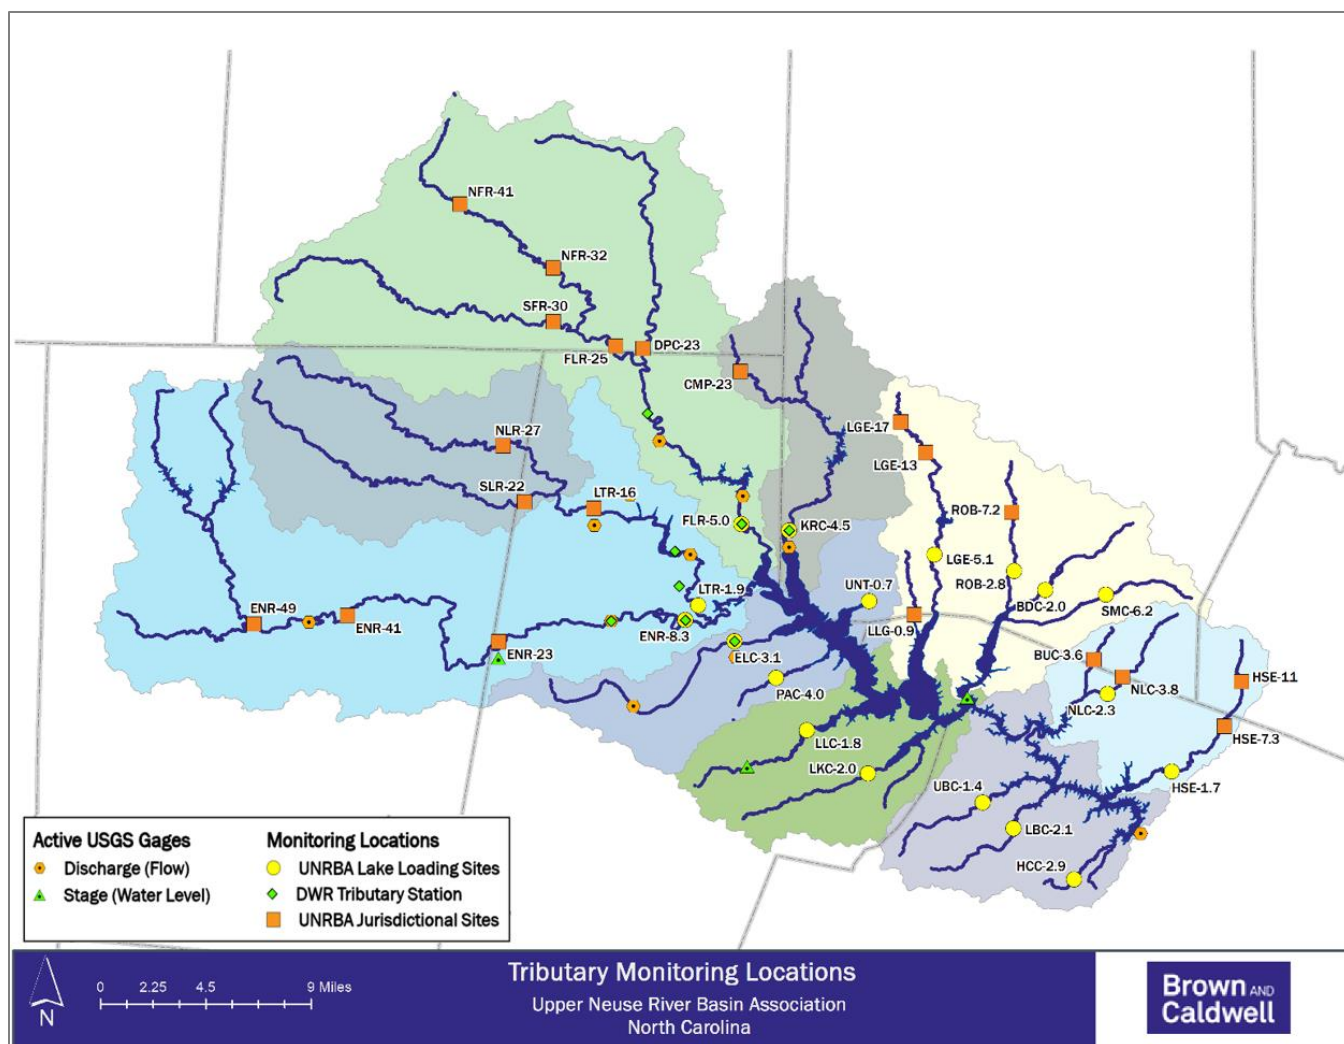 NFR-41
NFR-32
SFR-30
FLR-25
DPC-23
CMP-23
LGE-17
NLR-27
LGE-13
SLR-22
LTR-16
ROB-7.2
FLR-5.0
KRC-4.5
LGE-5.1
UNT-0.7
ROB-2.8
LTR-1.9
BDC-2.0
SMC-6.2
ENR-49
ENR-41
ENR-8.3
LLG-0.9
ENR-23
ELC-3.1
BUC-3.6
HSE-11
PAC-4.0
NLC-3.8
NLC-2.3
LLC-1.8
HSE-7.3
LKC-2.0
UBC-1.4
HSE-1.7
LBC-2.1
HCC-2.9
Active USGS Gages
Discharge (Flow)
Stage (Water Level)
Monitoring Locations
UNRBA Lake Loading Sites
DWR Tributary Station
UNRBA Jurisdictional Sites
N
0 2.25 4.5 9 Miles
Tributary Monitoring Locations
Upper Neuse River Basin Association
North Carolina
Brown AND
Caldwell